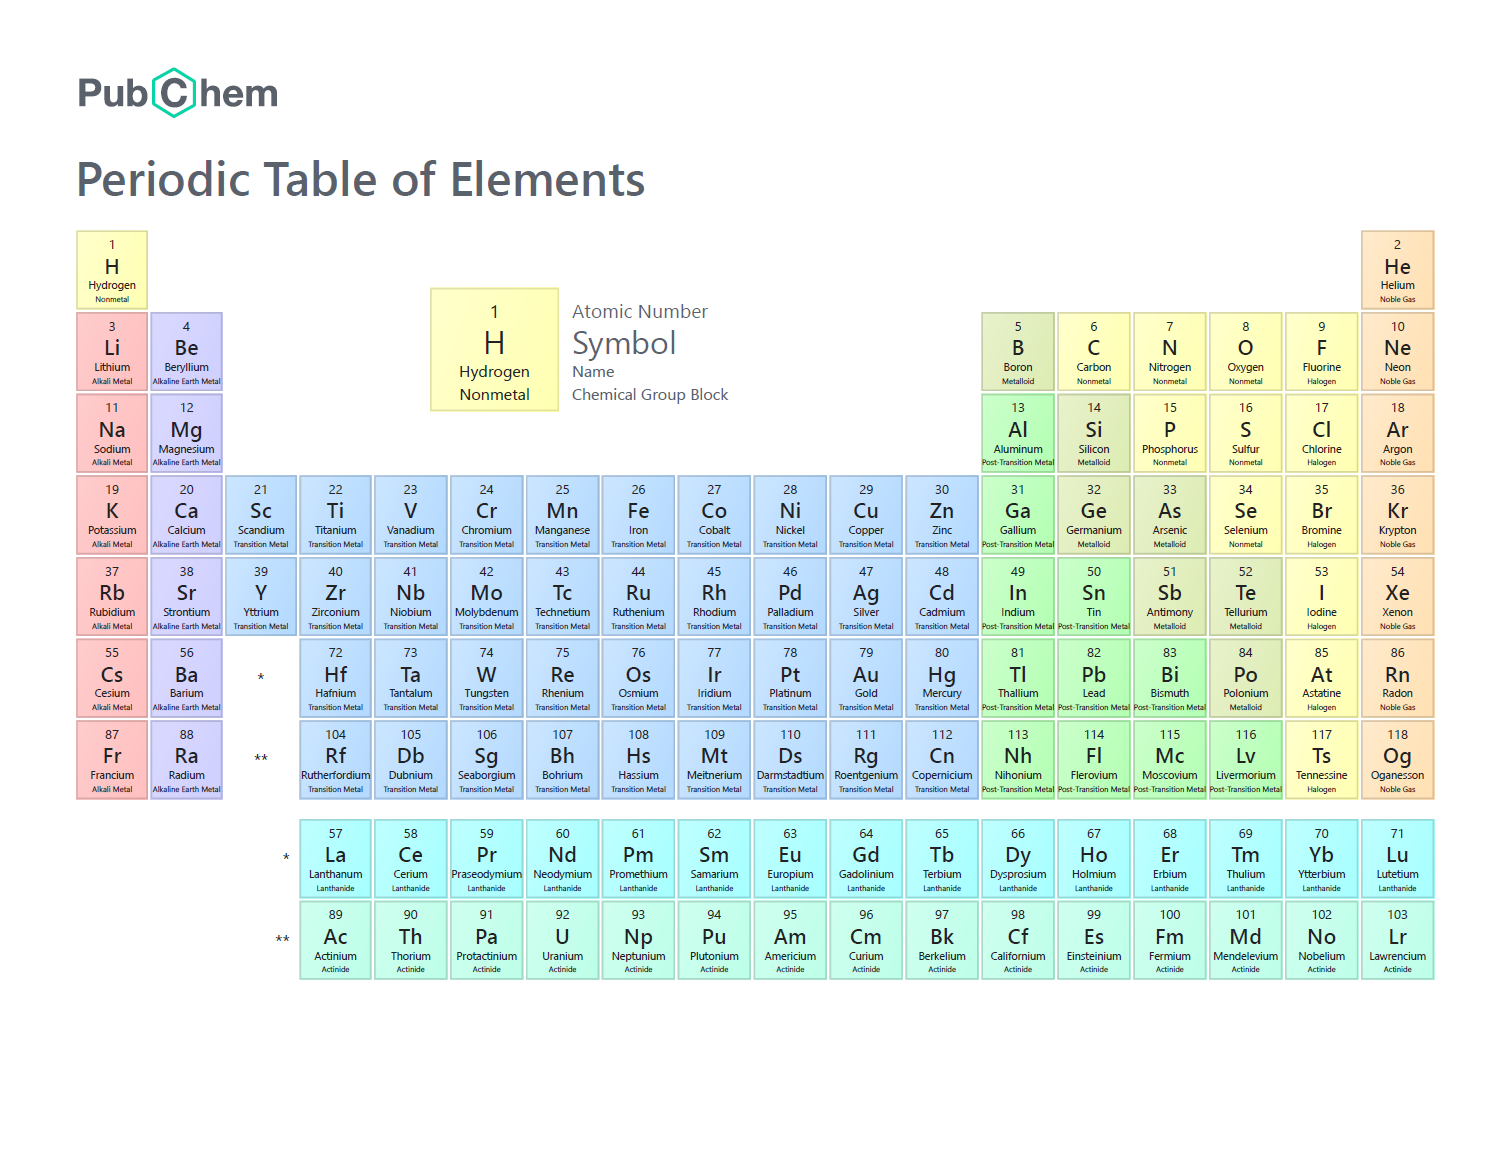 PubChem
Periodic Table of Elements
1
H
Hydrogen
Nonmetal
2
He
Helium
Noble Gas
1
H
Hydrogen
Nonmetal
Atomic Number
Symbol
Name
Chemical Group Block
3 4 5 6 7 8 9 10
Li Be B C N O F Ne
Lithium Beryllium Boron Carbon Nitrogen Oxygen Fluorine Neon
Alkali Metal Alkaline Earth Metal Metalloid Nonmetal Nonmetal Nonmetal Halogen Noble Gas
11 12 13 14 15 16 17 18
Na Mg Al Si P S Cl Ar
Sodium Magnesium Aluminum Silicon Phosphorus Sulfur Chlorine Argon
Alkali Metal Alkaline Earth Metal Post-Transition Metal Metalloid Nonmetal Nonmetal Halogen Noble Gas
19 20 21 22 23 24 25 26 27 28 29 30 31 32 33 34 35 36
K Ca Sc Ti V Cr Mn Fe Co Ni Cu Zn Ga Ge As Se Br Kr
Potassium Calcium Scandium Titanium Vanadium Chromium Manganese Iron Cobalt Nickel Copper Zinc Gallium Germanium Arsenic Selenium Bromine Krypton
Alkali Metal Alkaline Earth Metal Transition Metal Transition Metal Transition Metal Transition Metal Transition Metal Transition Metal Transition Metal Transition Metal Transition Metal Transition Metal Post-Transition Metal Metalloid Metalloid Nonmetal Halogen Noble Gas
37 38 39 40 41 42 43 44 45 46 47 48 49 50 51 52 53 54
Rb Sr Y Zr Nb Mo Tc Ru Rh Pd Ag Cd In Sn Sb Te I Xe
Rubidium Strontium Yttrium Zirconium Niobium Molybdenum Technetium Ruthenium Rhodium Palladium Silver Cadmium Indium Tin Antimony Tellurium Iodine Xenon
Alkali Metal Alkaline Earth Metal Transition Metal Transition Metal Transition Metal Transition Metal Transition Metal Transition Metal Transition Metal Transition Metal Transition Metal Transition Metal Post-Transition Metal Post-Transition Metal Metalloid Metalloid Halogen Noble Gas
55 56 72 73 74 75 76 77 78 79 80 81 82 83 84 85 86
Cs Ba * Hf Ta W Re Os Ir Pt Au Hg Tl Pb Bi Po At Rn
Cesium Barium Hafnium Tantalum Tungsten Rhenium Osmium Iridium Platinum Gold Mercury Thallium Lead Bismuth Polonium Astatine Radon
Alkali Metal Alkaline Earth Metal Transition Metal Transition Metal Transition Metal Transition Metal Transition Metal Transition Metal Transition Metal Transition Metal Transition Metal Post-Transition Metal Post-Transition Metal Post-Transition Metal Metalloid Halogen Noble Gas
87 88 104 105 106 107 108 109 110 111 112 113 114 115 116 117 118
Fr Ra ** Rf Db Sg Bh Hs Mt Ds Rg Cn Nh Fl Mc Lv Ts Og
Francium Radium Rutherfordium Dubnium Seaborgium Bohrium Hassium Meitnerium Darmstadtium Roentgenium Copernicium Nihonium Flerovium Moscovium Livermorium Tennessine Oganesson
Alkali Metal Alkaline Earth Metal Transition Metal Transition Metal Transition Metal Transition Metal Transition Metal Transition Metal Transition Metal Transition Metal Transition Metal Post-Transition Metal Post-Transition Metal Post-Transition Metal Post-Transition Metal Halogen Noble Gas
57 58 59 60 61 62 63 64 65 66 67 68 69 70 71
* La Ce Pr Nd Pm Sm Eu Gd Tb Dy Ho Er Tm Yb Lu
Lanthanum Cerium Praseodymium Neodymium Promethium Samarium Europium Gadolinium Terbium Dysprosium Holmium Erbium Thulium Ytterbium Lutetium
Lanthanide Lanthanide Lanthanide Lanthanide Lanthanide Lanthanide Lanthanide Lanthanide Lanthanide Lanthanide Lanthanide Lanthanide Lanthanide Lanthanide Lanthanide
89 90 91 92 93 94 95 96 97 98 99 100 101 102 103
** Ac Th Pa U Np Pu Am Cm Bk Cf Es Fm Md No Lr
Actinium Thorium Protactinium Uranium Neptunium Plutonium Americium Curium Berkelium Californium Einsteinium Fermium Mendelevium Nobelium Lawrencium
Actinide Actinide Actinide Actinide Actinide Actinide Actinide Actinide Actinide Actinide Actinide Actinide Actinide Actinide Actinide